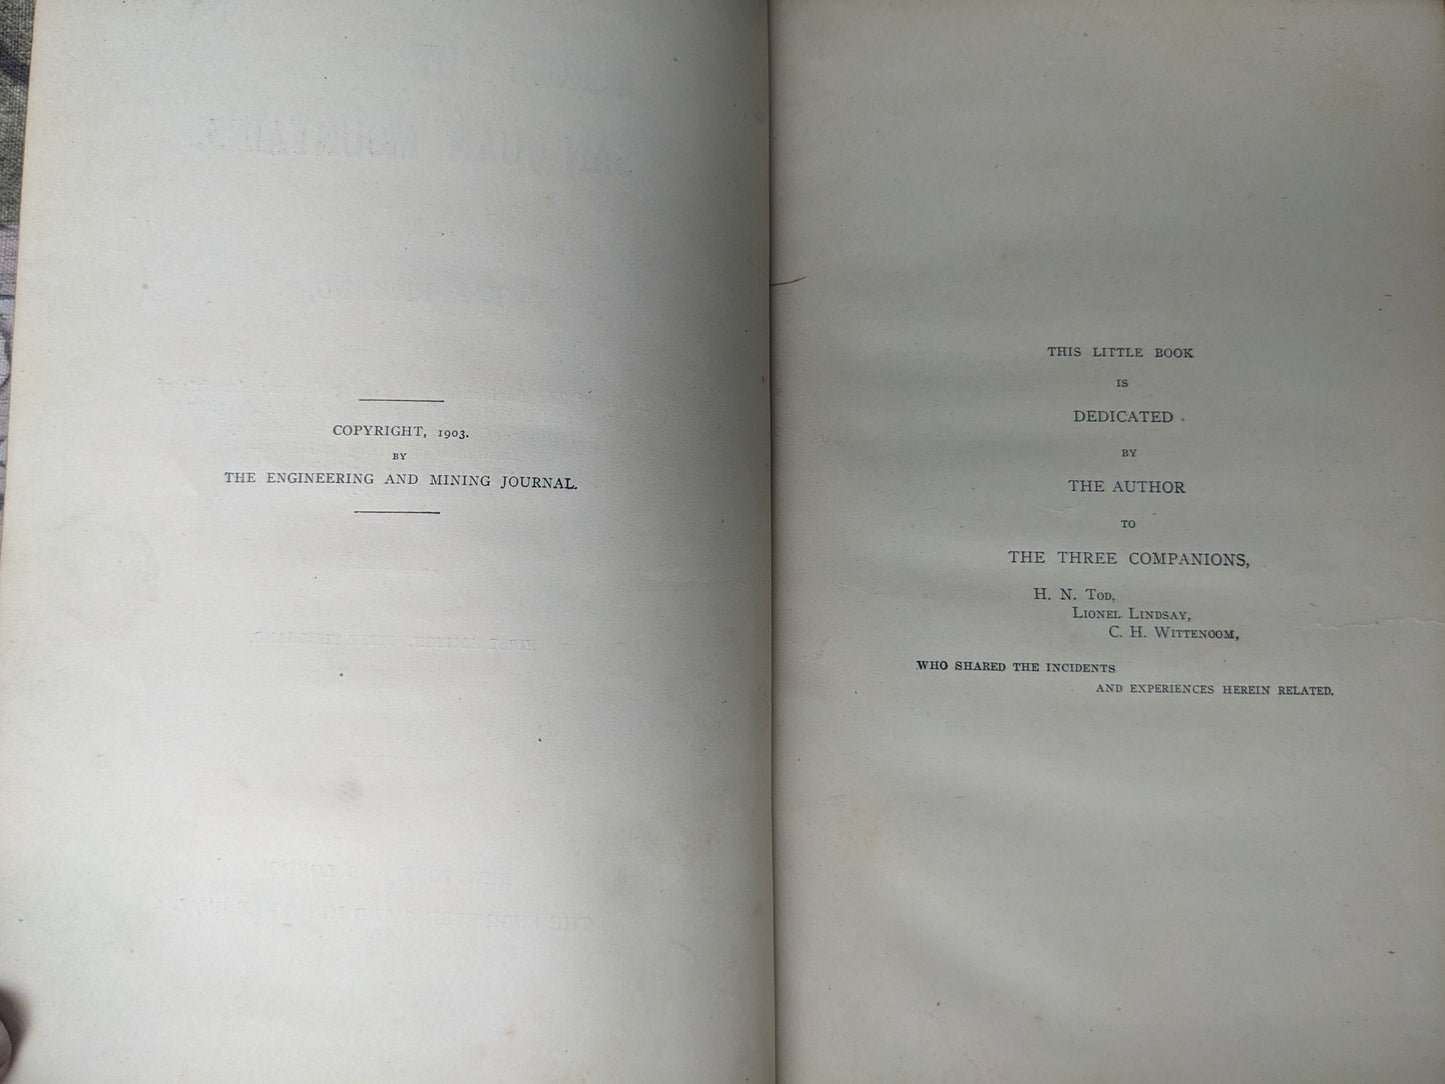 COPYRIGHT, 1903.
BY
THE ENGINEERING AND MINING JOURNAL.
THIS LITTLE BOOK
IS
DEDICATED
BY
THE AUTHOR
TO
THE THREE COMPANIONS,
H. N. TOD,
LIONEL LINDSAY,
C. H. WITTENOOM,
WHO SHARED THE INCIDENTS
AND EXPERIENCES HEREIN RELATED.